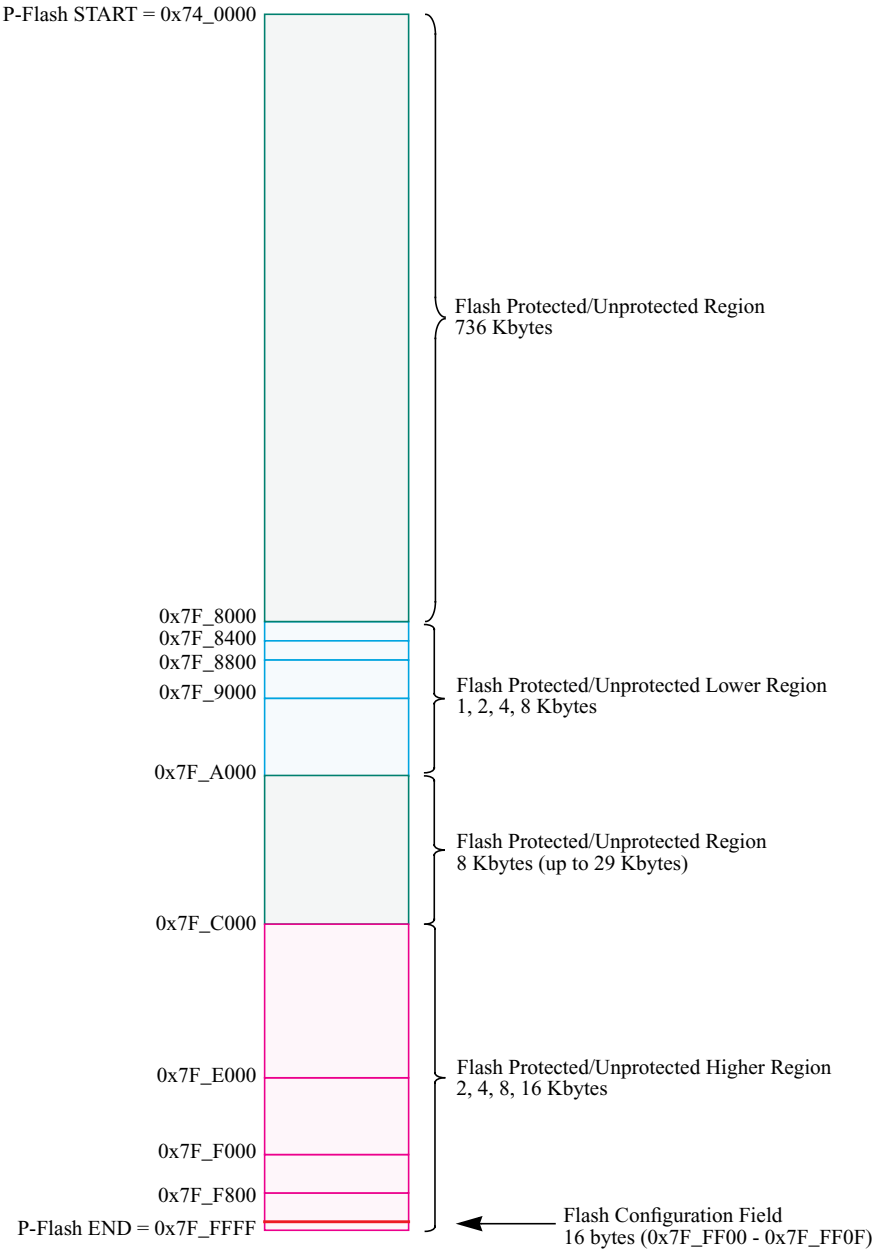 P-Flash START = 0x74_0000
Flash Protected/Unprotected Region
736 Kbytes
0x7F_8000
0x7F_8400
0x7F_8800
0x7F_9000
Flash Protected/Unprotected Lower Region
1, 2, 4, 8 Kbytes
0x7F_A000
Flash Protected/Unprotected Region
8 Kbytes (up to 29 Kbytes)
0x7F_C000
Flash Protected/Unprotected Higher Region
2, 4, 8, 16 Kbytes
0x7F_E000
0x7F_F000
0x7F_F800
P-Flash END = 0x7F_FFFF
Flash Configuration Field
16 bytes (0x7F_FF00 - 0x7F_FF0F)